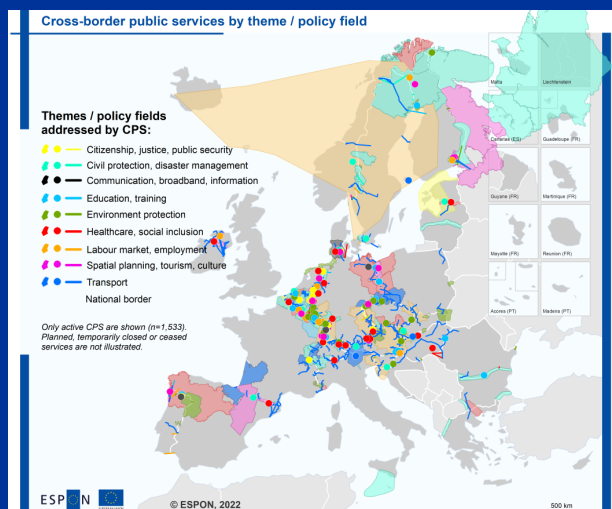 Cross-border public services by theme / policy field
Malta
Liechtenstein
Themes / policy fields
addressed by CPS:
Citizenship, justice, public security
Civil protection, disaster management
Communication, broadband, information
Education, training
Environment protection
Healthcare, social inclusion
Labour market, employment
Spatial planning, tourism, culture
Transport
National border
Canarias (ES)
Guadeloupe (FR)
Guyane (FR)
Martinique (FR)
Mayotte (FR)
Reunion (FR)
Acores (PT)
Madeira (PT)
Only active CPS are shown (n=1,533).
Planned, temporarily closed or ceased
services are not illustrated.
ESPON
© ESPON, 2022
500 km